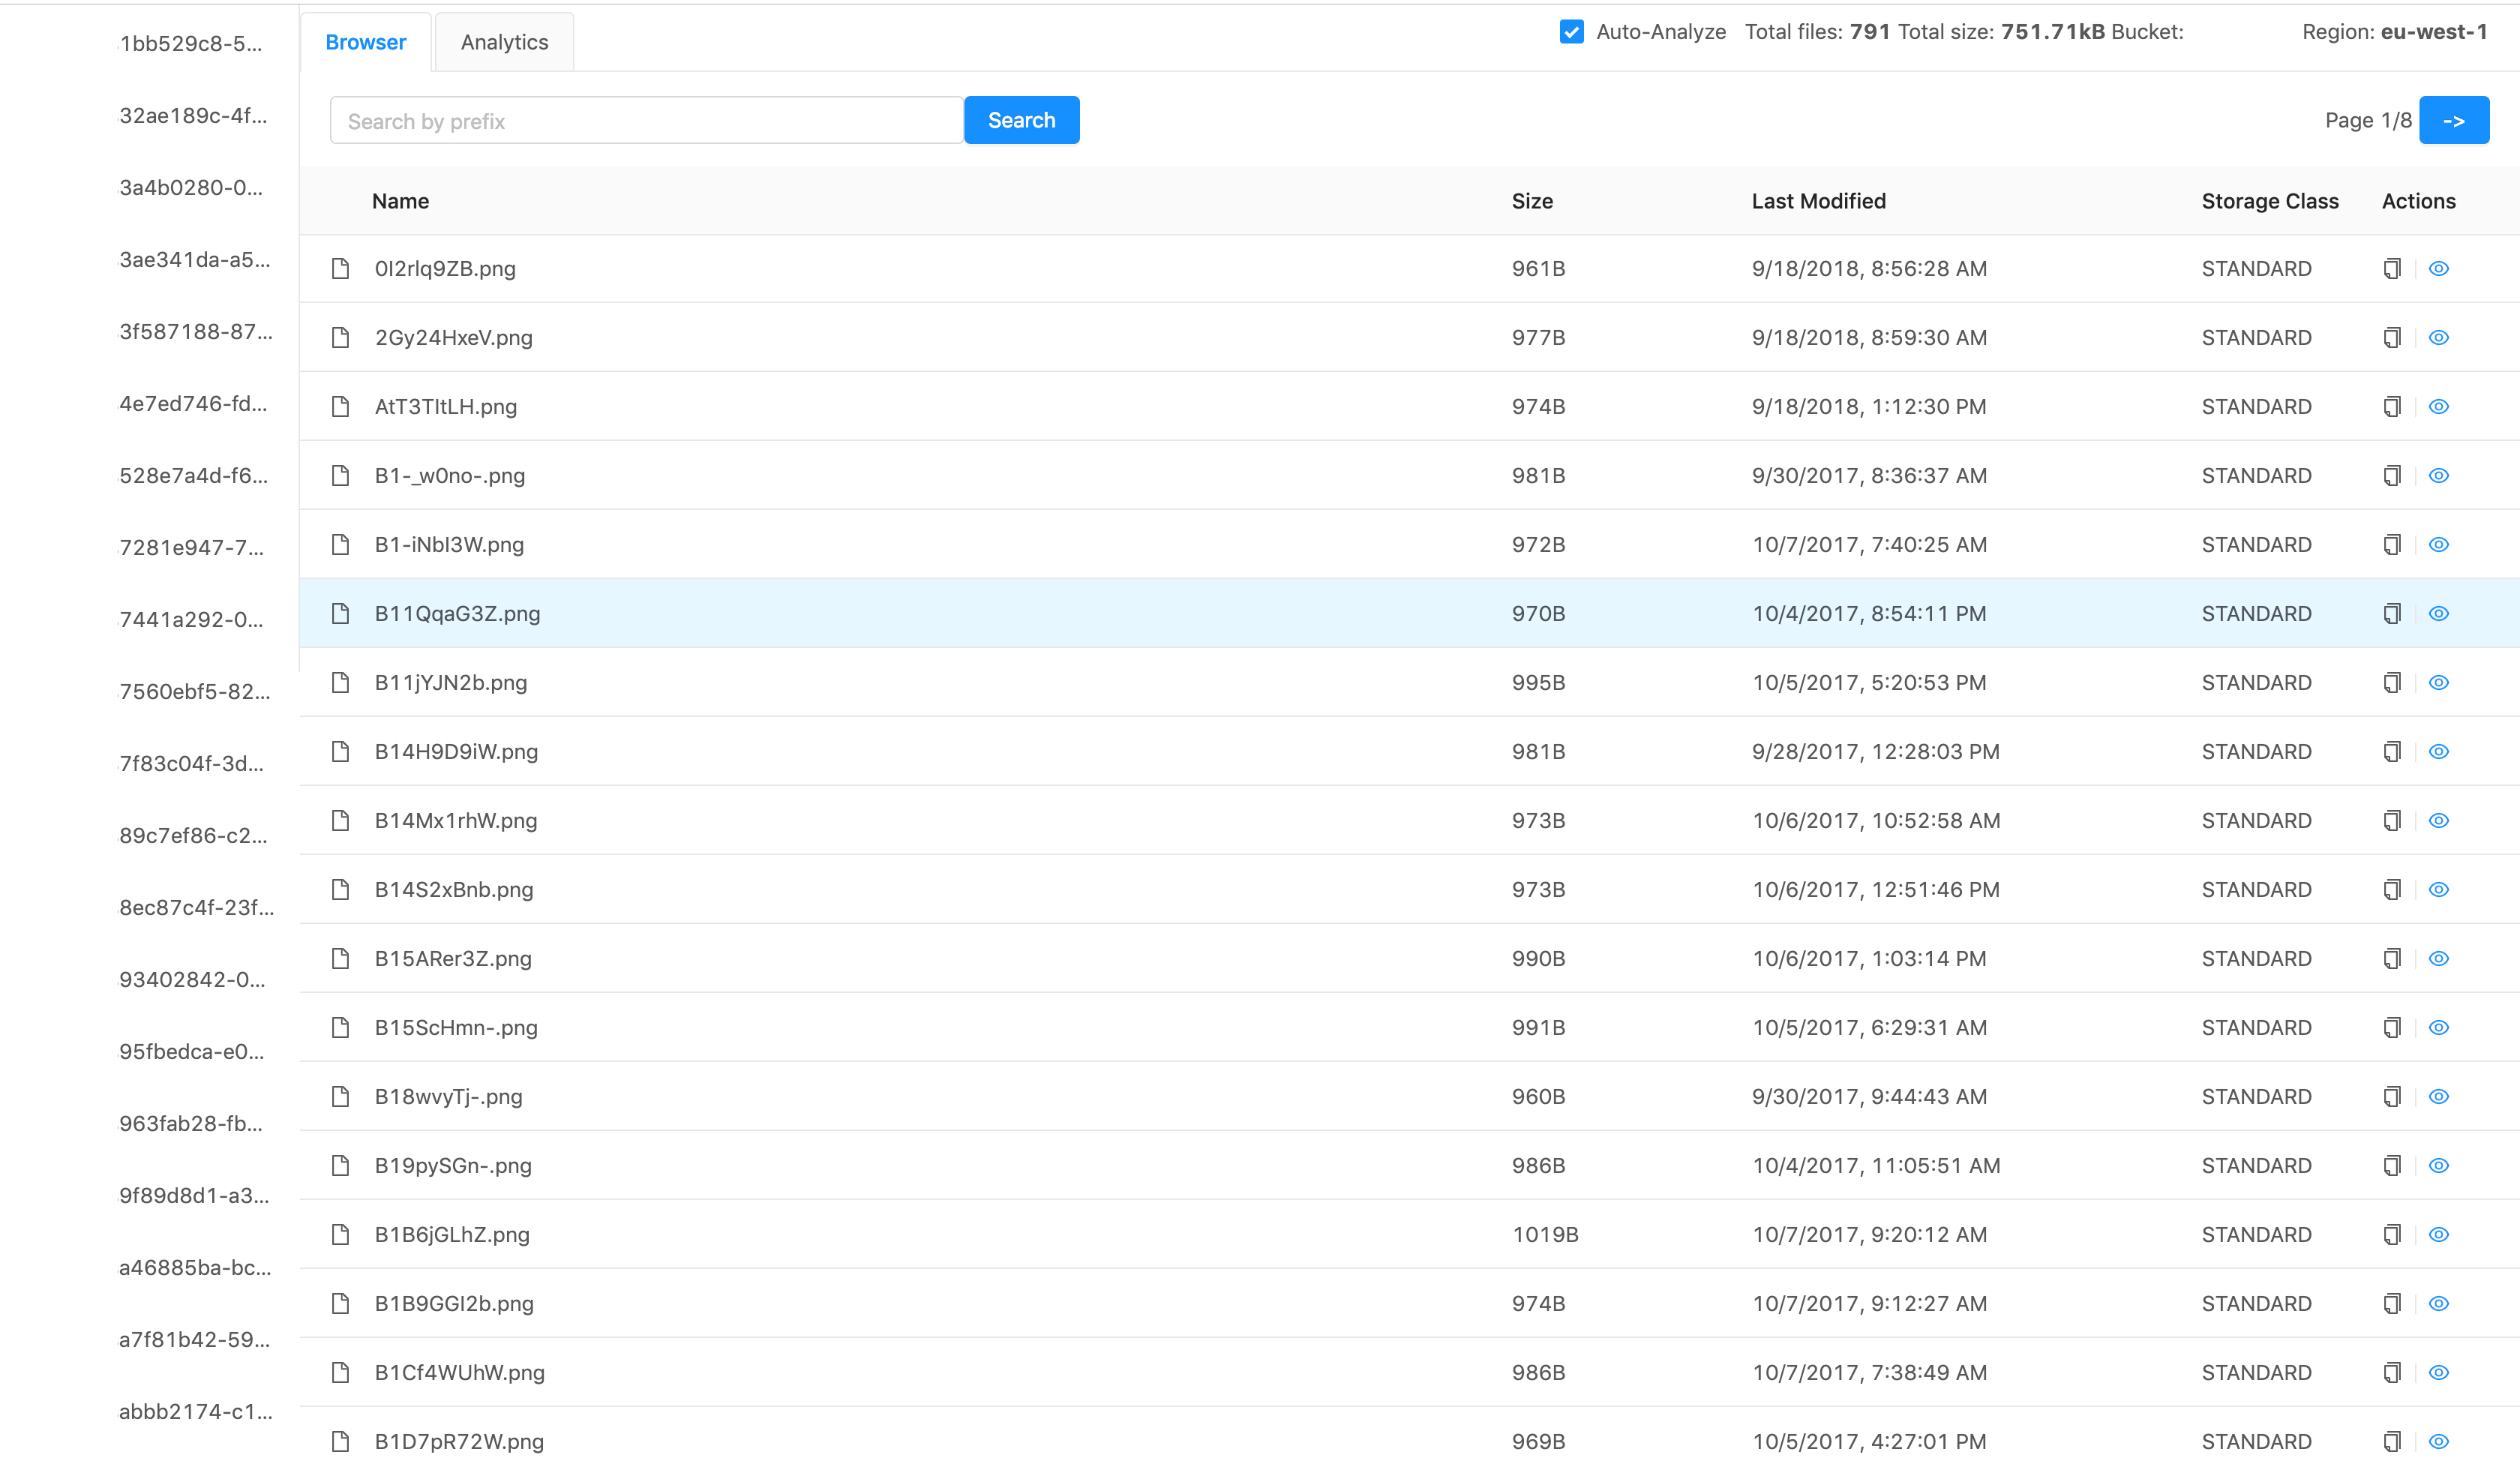 Browser Analytics Auto-Analyze Total files: 791 Total size: 751.71kB Bucket: Region: eu-west-1
Search by prefix Search Page 1/8 ->
Name Size Last Modified Storage Class Actions
0I2rlq9ZB.png 961B 9/18/2018, 8:56:28 AM STANDARD
2Gy24HxeV.png 977B 9/18/2018, 8:59:30 AM STANDARD
AtT3TltLH.png 974B 9/18/2018, 1:12:30 PM STANDARD
B1-_w0no-.png 981B 9/30/2017, 8:36:37 AM STANDARD
B1-iNbI3W.png 972B 10/7/2017, 7:40:25 AM STANDARD
B11QqaG3Z.png 970B 10/4/2017, 8:54:11 PM STANDARD
B11jYJN2b.png 995B 10/5/2017, 5:20:53 PM STANDARD
B14H9D9iW.png 981B 9/28/2017, 12:28:03 PM STANDARD
B14Mx1rhW.png 973B 10/6/2017, 10:52:58 AM STANDARD
B14S2xBnb.png 973B 10/6/2017, 12:51:46 PM STANDARD
B15ARer3Z.png 990B 10/6/2017, 1:03:14 PM STANDARD
B15ScHmn-.png 991B 10/5/2017, 6:29:31 AM STANDARD
B18wvyTj-.png 960B 9/30/2017, 9:44:43 AM STANDARD
B19pySGn-.png 986B 10/4/2017, 11:05:51 AM STANDARD
B1B6jGLhZ.png 1019B 10/7/2017, 9:20:12 AM STANDARD
B1B9GGI2b.png 974B 10/7/2017, 9:12:27 AM STANDARD
B1Cf4WUhW.png 986B 10/7/2017, 7:38:49 AM STANDARD
B1D7pR72W.png 969B 10/5/2017, 4:27:01 PM STANDARD
1bb529c8-5...
32ae189c-4f...
3a4b0280-0...
3ae341da-a5...
3f587188-87...
4e7ed746-fd...
528e7a4d-f6...
7281e947-7...
7441a292-0...
7560ebf5-82...
7f83c04f-3d...
89c7ef86-c2...
8ec87c4f-23f...
93402842-0...
95fbedca-e0...
963fab28-fb...
9f89d8d1-a3...
a46885ba-bc...
a7f81b42-59...
abbb2174-c1...